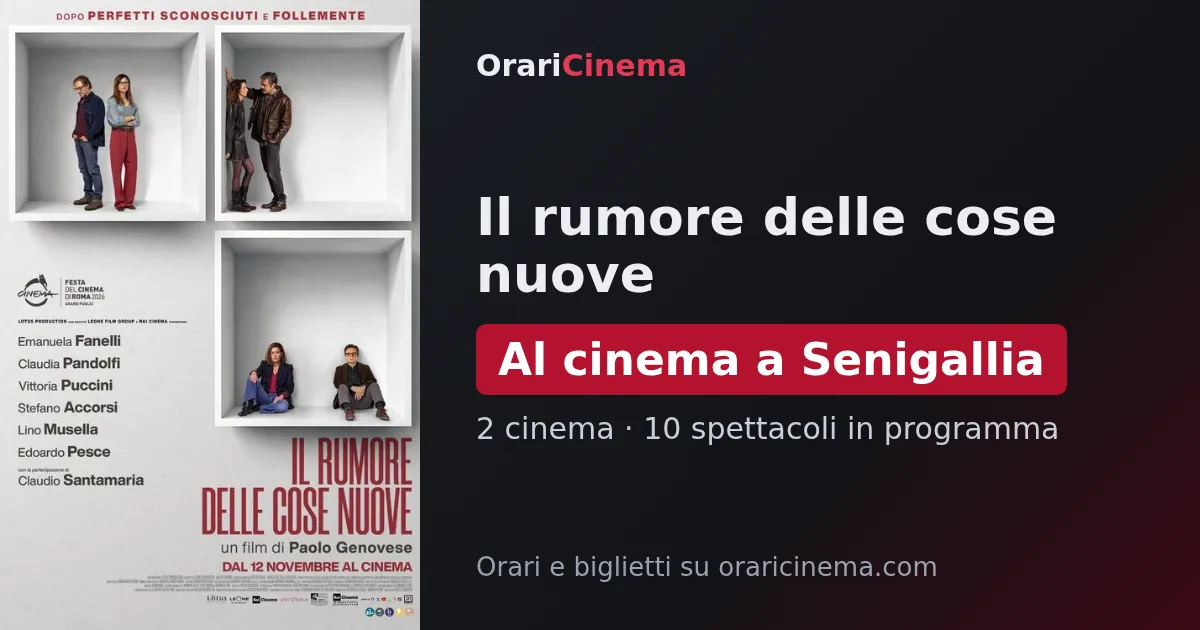 DOPO PERFETTI SCONOSCIUTI E FOLLEMENTE
CINEMA
FESTA
DEL CINEMA
DI ROMA 2026
GRAND PUBLIC
LOTUS PRODUCTION
LEONE FILM GROUP
RAI CINEMA
Emanuela Fanelli
Claudia Pandolfi
Vittoria Puccini
Stefano Accorsi
Lino Musella
Edoardo Pesce
con la partecipazione di
Claudio Santamaria
IL RUMORE
DELLE COSE NUOVE
un film di Paolo Genovese
DAL 12 NOVEMBRE AL CINEMA
OrariCinema
Il rumore delle cose
nuove
Al cinema a Senigallia
2 cinema · 10 spettacoli in programma
Orari e biglietti su oraricinema.com